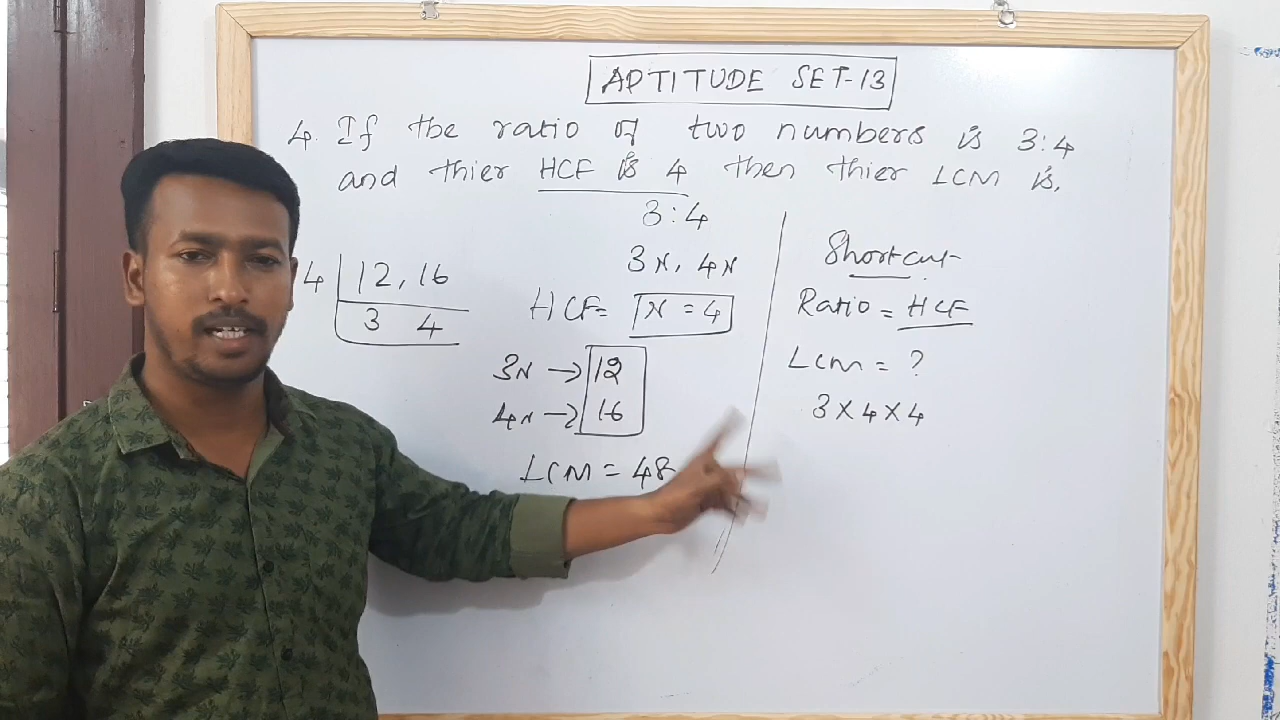 APTITUDE SET-13
4. If the ratio of two numbers is 3:4
and thier HCF is 4 then thier LCM is.
3:4
3x, 4x
HCF= x = 4
4 12, 16
3 4
3x → 12
4x → 16
LCM = 48
Shortcut
Ratio = HCF
LCM = ?
3 X 4 X 4